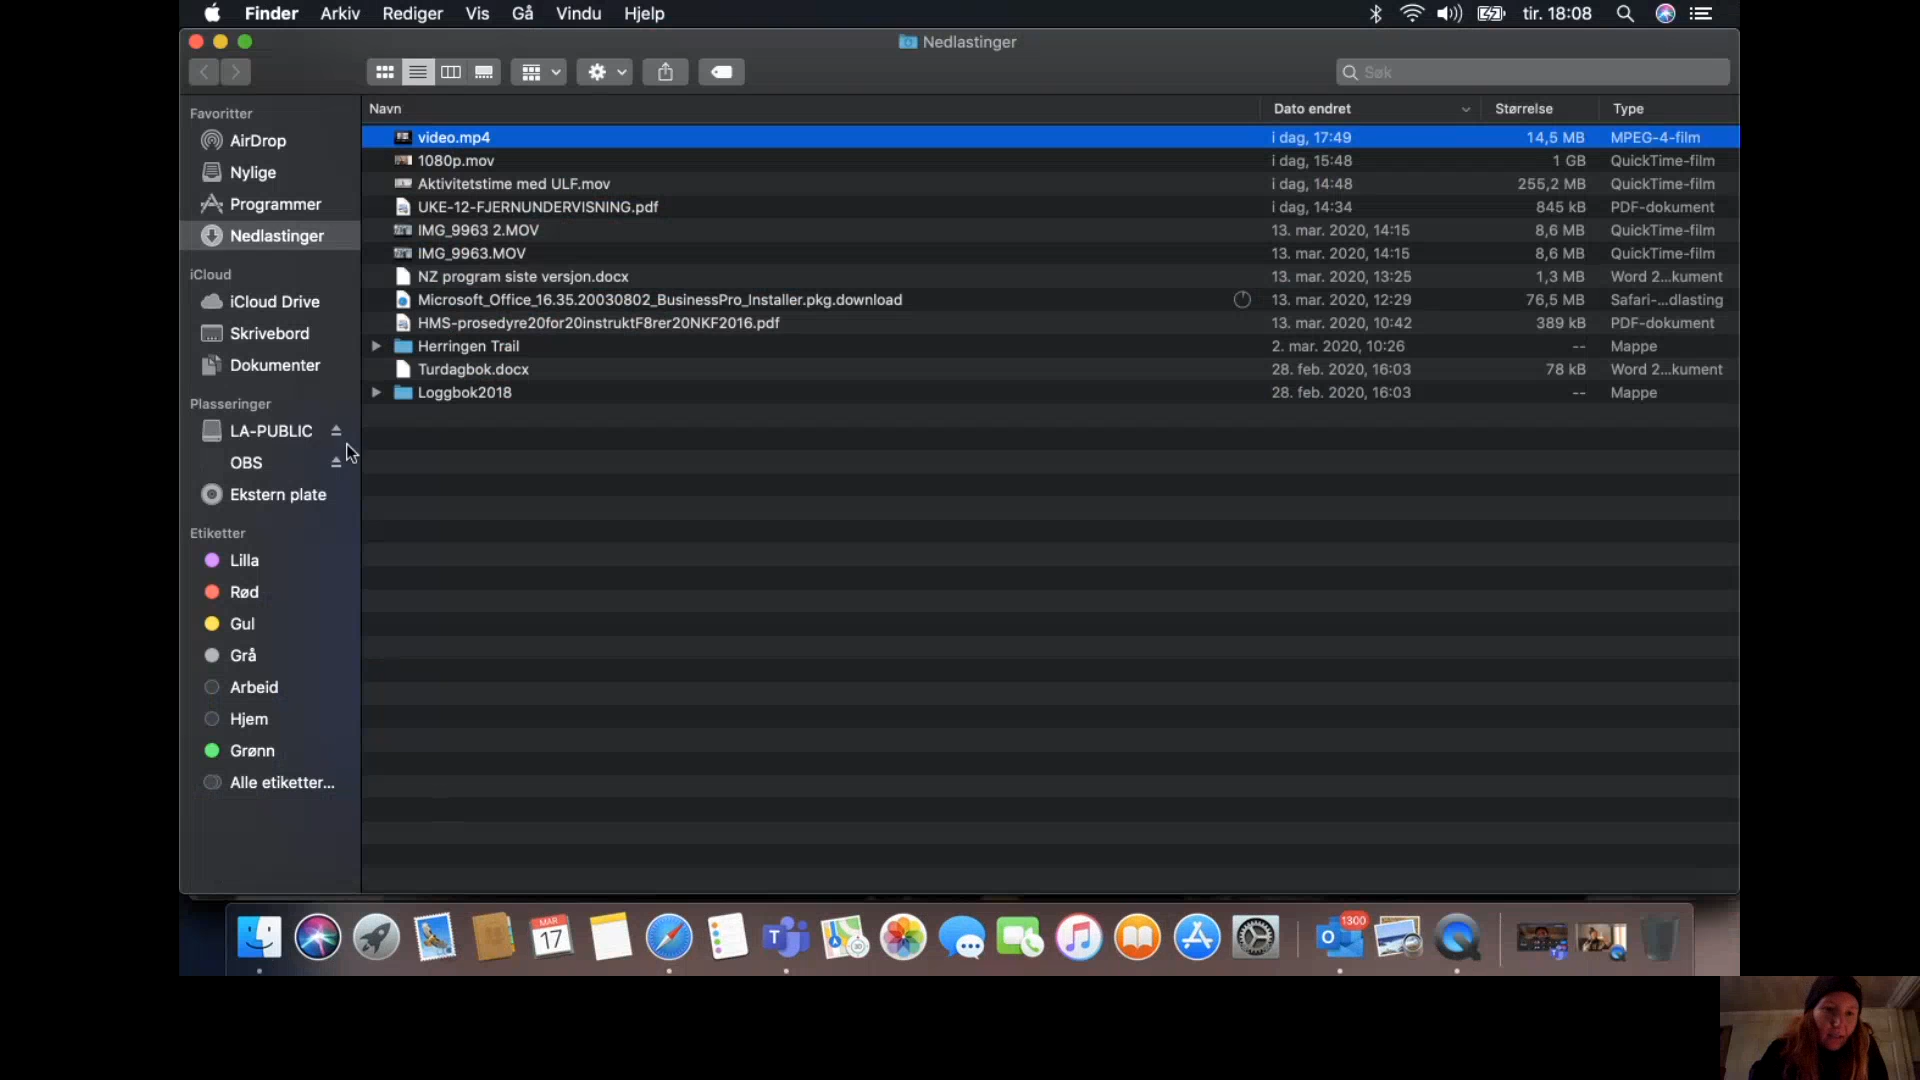 Finder Arkiv Rediger Vis Gå Vindu Hjelp tir. 18:08
Nedlastinger
Søk
Favoritter
AirDrop
Nylige
Programmer
Nedlastinger
iCloud
iCloud Drive
Skrivebord
Dokumenter
Plasseringer
LA-PUBLIC
OBS
Ekstern plate
Etiketter
Lilla
Rød
Gul
Grå
Arbeid
Hjem
Grønn
Alle etiketter...
Navn Dato endret Størrelse Type
video.mp4 i dag, 17:49 14,5 MB MPEG-4-film
1080p.mov i dag, 15:48 1 GB QuickTime-film
Aktivitetstime med ULF.mov i dag, 14:48 255,2 MB QuickTime-film
UKE-12-FJERNUNDERVISNING.pdf i dag, 14:34 845 kB PDF-dokument
IMG_9963 2.MOV 13. mar. 2020, 14:15 8,6 MB QuickTime-film
IMG_9963.MOV 13. mar. 2020, 14:15 8,6 MB QuickTime-film
NZ program siste versjon.docx 13. mar. 2020, 13:25 1,3 MB Word 2...kument
Microsoft_Office_16.35.20030802_BusinessPro_Installer.pkg.download 13. mar. 2020, 12:29 76,5 MB Safari-...dlasting
HMS-prosedyre20for20instruktF8rer20NKF2016.pdf 13. mar. 2020, 10:42 389 kB PDF-dokument
Herringen Trail 2. mar. 2020, 10:26 -- Mappe
Turdagbok.docx 28. feb. 2020, 16:03 78 kB Word 2...kument
Loggbok2018 28. feb. 2020, 16:03 -- Mappe
MAR
17
T
30
O
1300